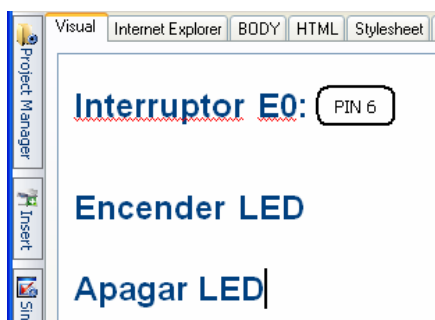 Visual Internet Explorer BODY HTML Stylesheet
Project Manager
Insert
Interruptor E0: PIN 6
Encender LED
Apagar LED